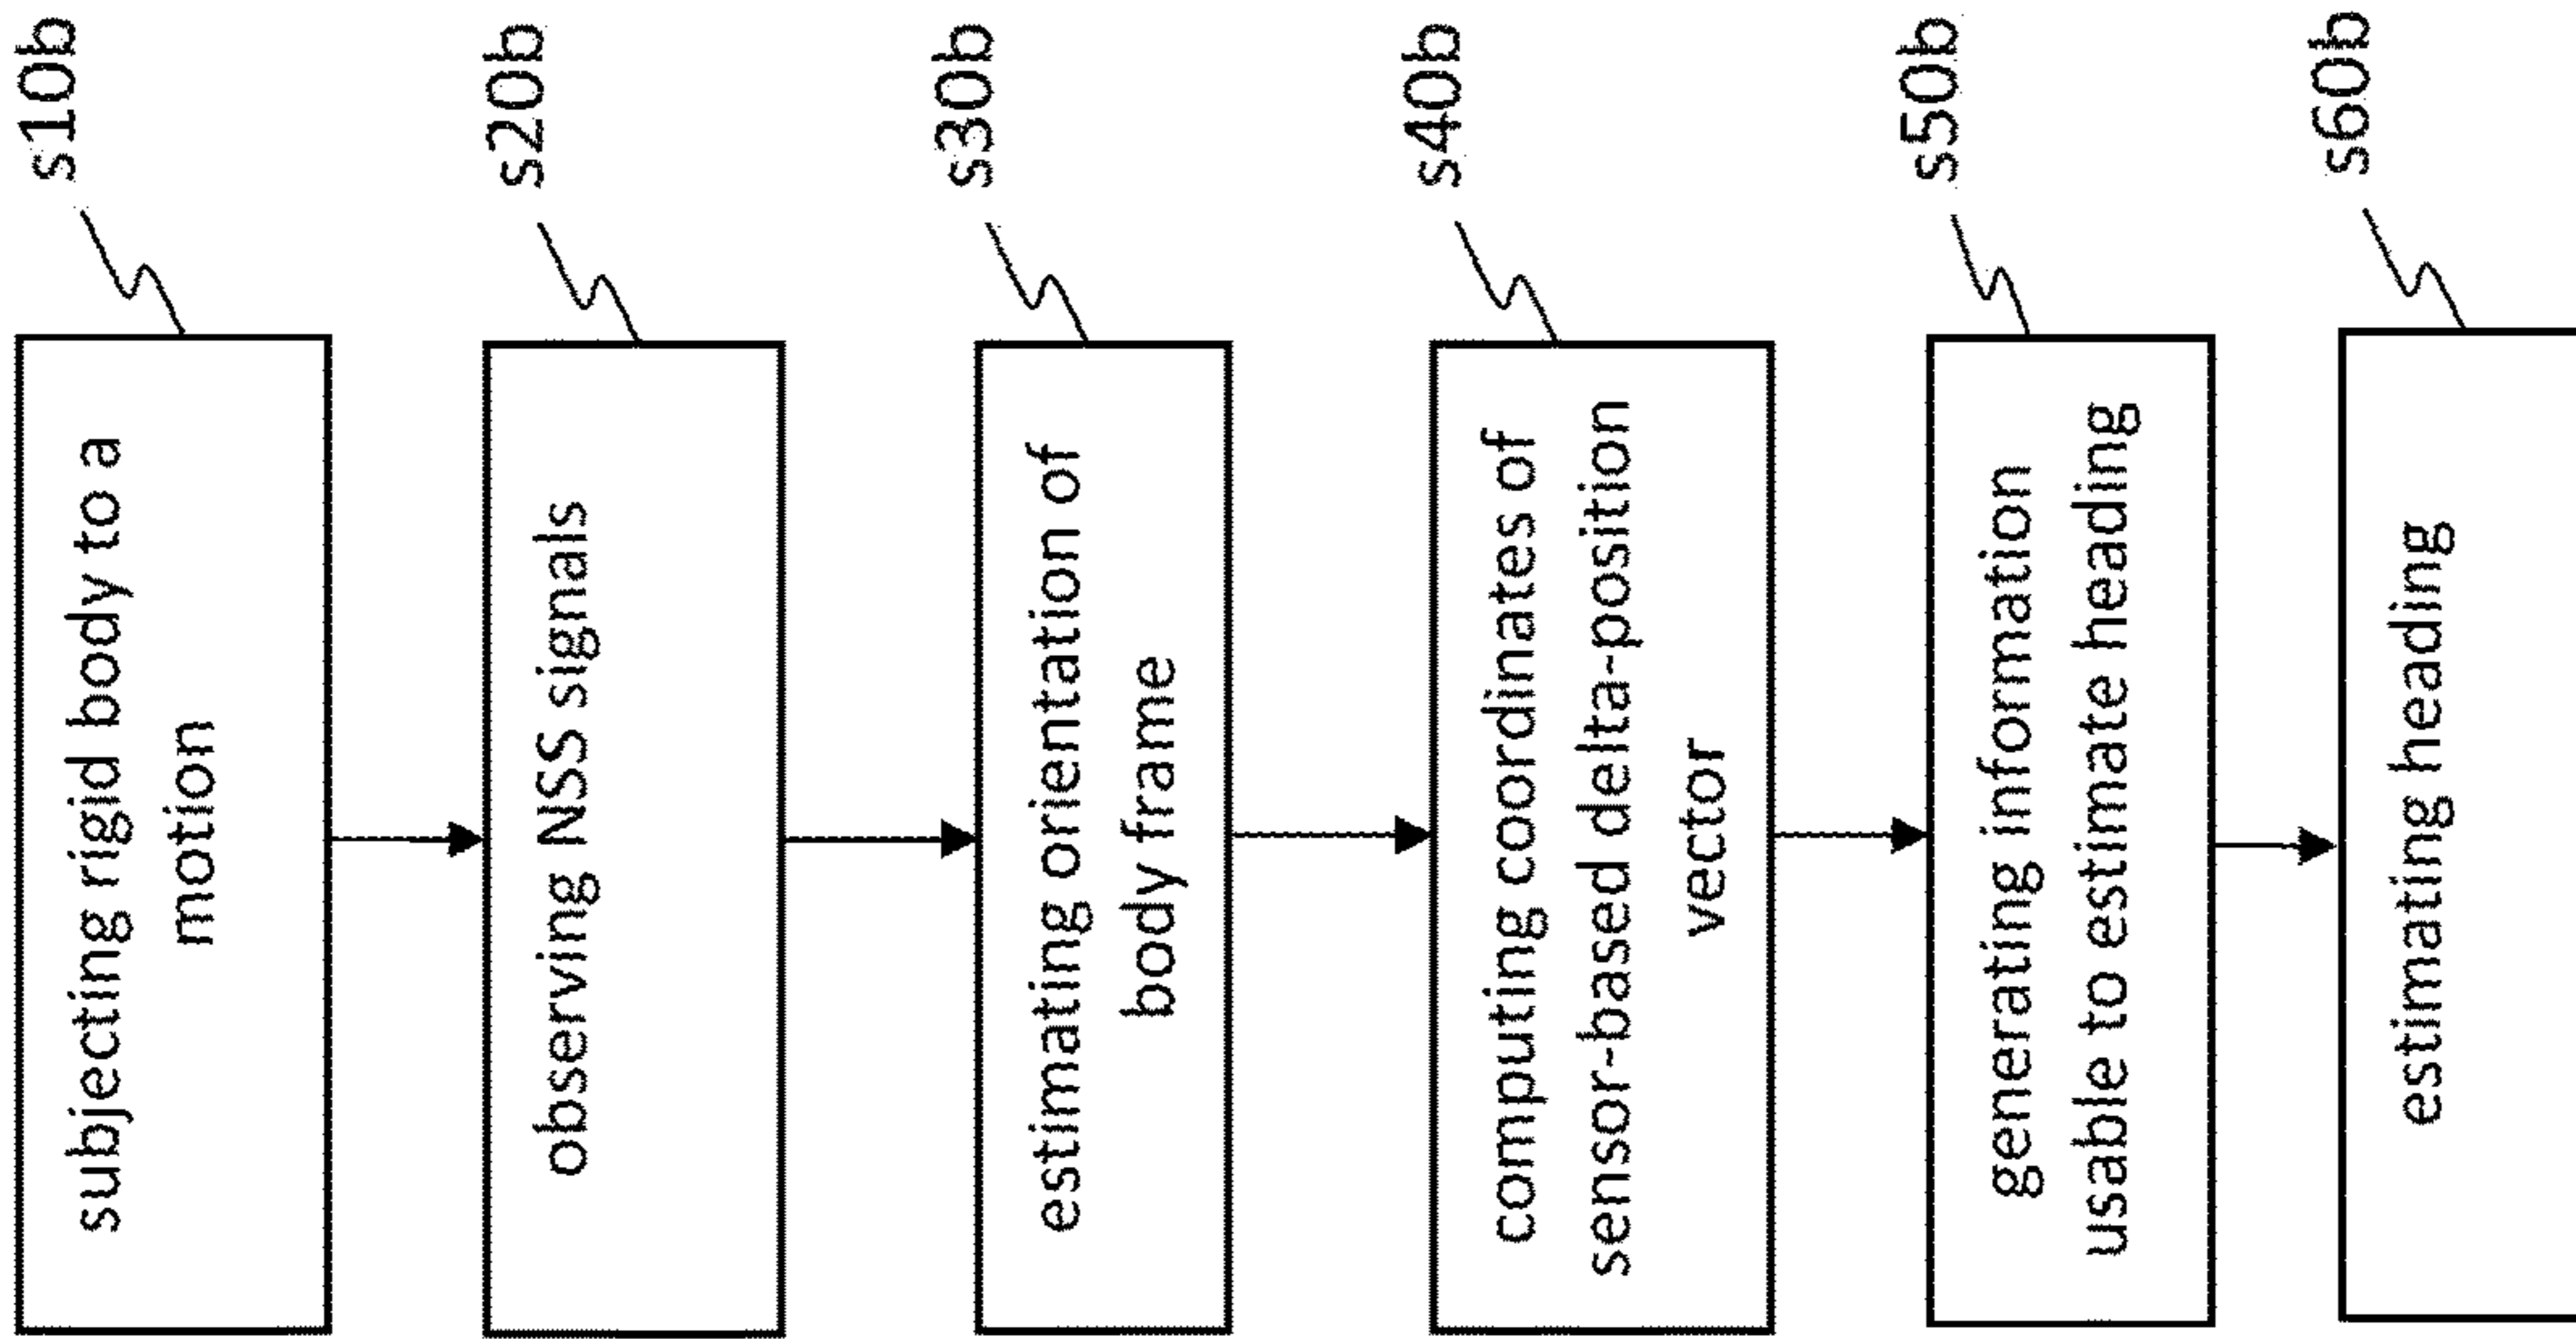 s10b
subjecting rigid body to a
motion
s20b
observing NSS signals
s30b
estimating orientation of
body frame
s40b
computing coordinates of
sensor-based delta-position
vector
s50b
generating information
usable to estimate heading
s60b
estimating heading